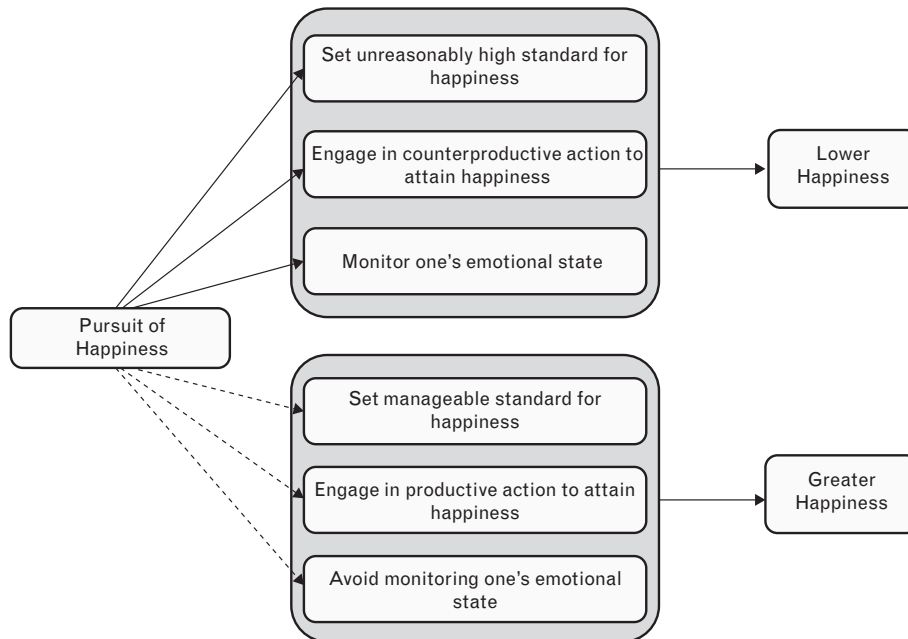 Set unreasonably high standard for
happiness
Engage in counterproductive action to
attain happiness
Monitor one's emotional state
Lower
Happiness
Pursuit of
Happiness
Set manageable standard for
happiness
Engage in productive action to attain
happiness
Avoid monitoring one's emotional
state
Greater
Happiness